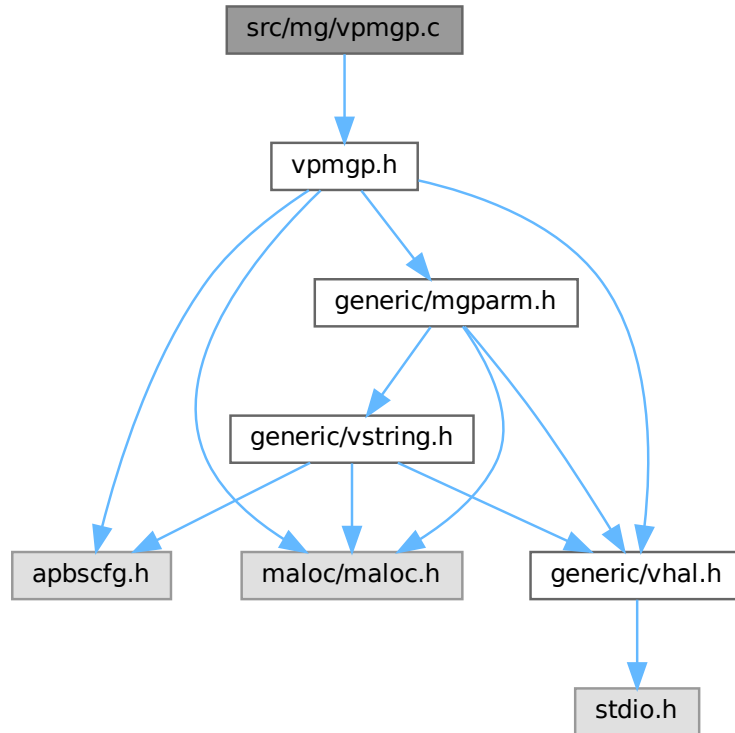 src/mg/vpmgp.c
vpmgp.h
generic/mgparm.h
generic/vstring.h
apbscfg.h
maloc/maloc.h
generic/vhal.h
stdio.h